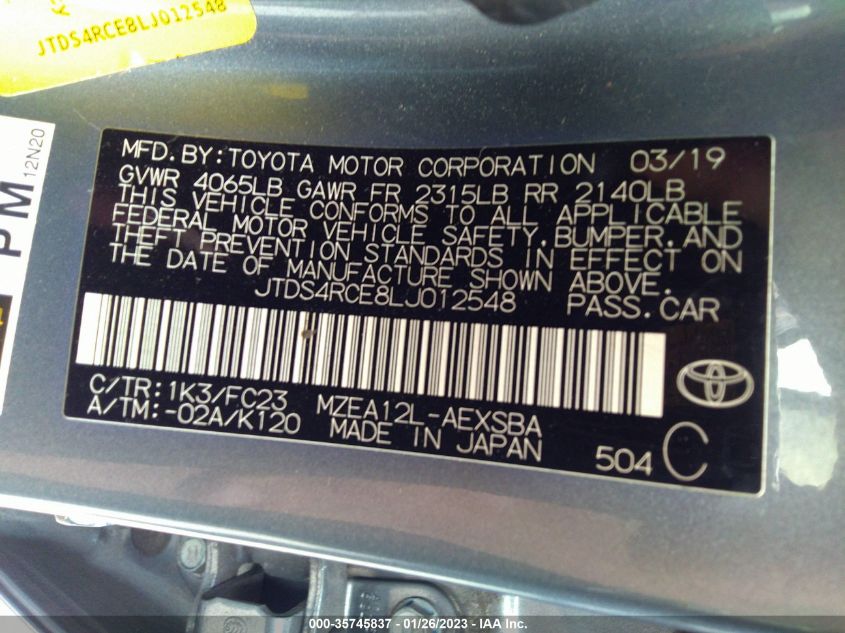 JTDS4RCE8LJ012548
12N20
PM
MFD. BY: TOYOTA MOTOR CORPORATION 03/19
GVWR 4065LB GAWR FR 2315LB RR 2140LB
THIS VEHICLE CONFORMS TO ALL APPLICABLE
FEDERAL MOTOR VEHICLE SAFETY, BUMPER, AND
THEFT PREVENTION STANDARDS IN EFFECT ON
THE DATE OF MANUFACTURE SHOWN ABOVE.
JTDS4RCE8LJ012548 PASS. CAR
C/TR: 1K3/FC23
A/TM: -02A/K120 MZEA12L-AEXSBA
MADE IN JAPAN 504 C
000-35745837 - 01/26/2023 - IAA Inc.